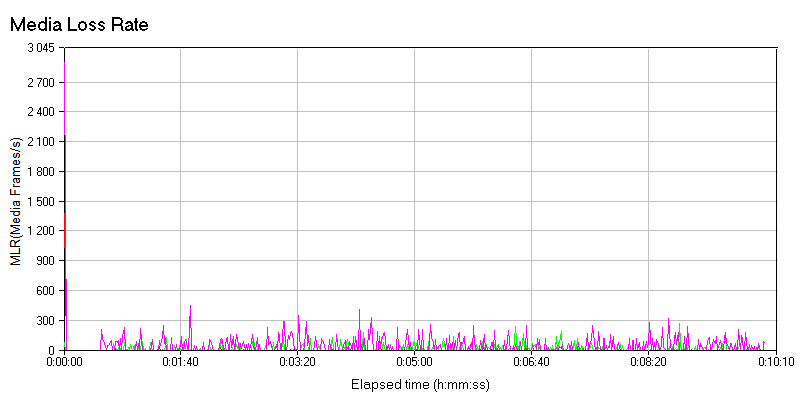 Media Loss Rate
3 045
2 700
2 400
2 100
1 800
1 500
1 200
900
600
300
0
MLR(Media Frames/s)
0:00:00 0:01:40 0:03:20 0:05:00 0:06:40 0:08:20 0:10:10
Elapsed time (h:mm:ss)